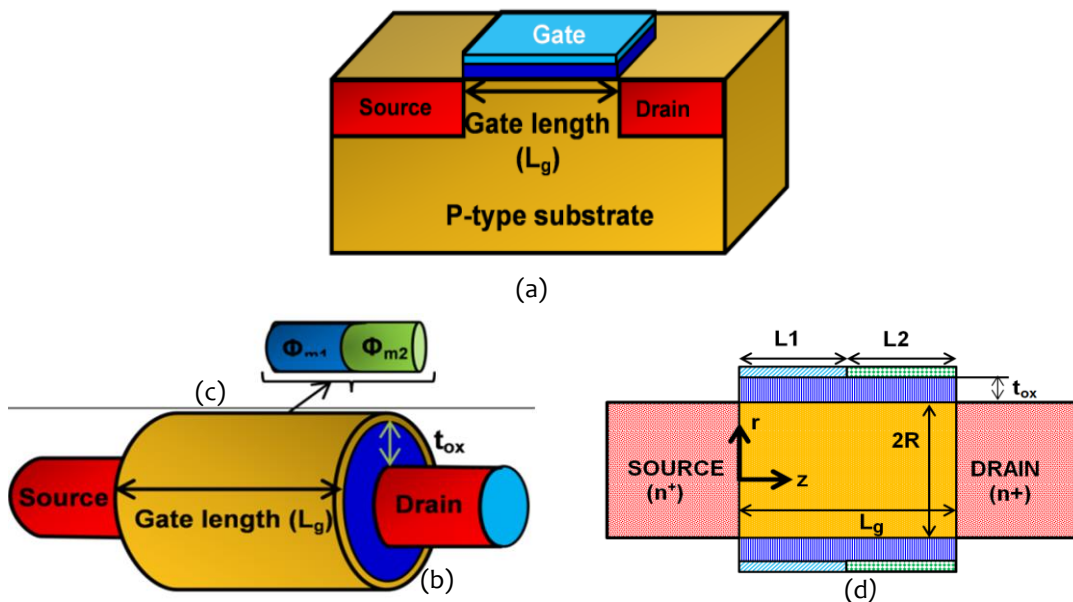 Gate
Source
Drain
Gate length
(Lg)
P-type substrate
(a)
Φm1
Φm2
(c)
tox
Source
Drain
Gate length (Lg)
(b)
L1
L2
tox
r
2R
SOURCE
(n+)
z
DRAIN
(n+)
Lg
(d)